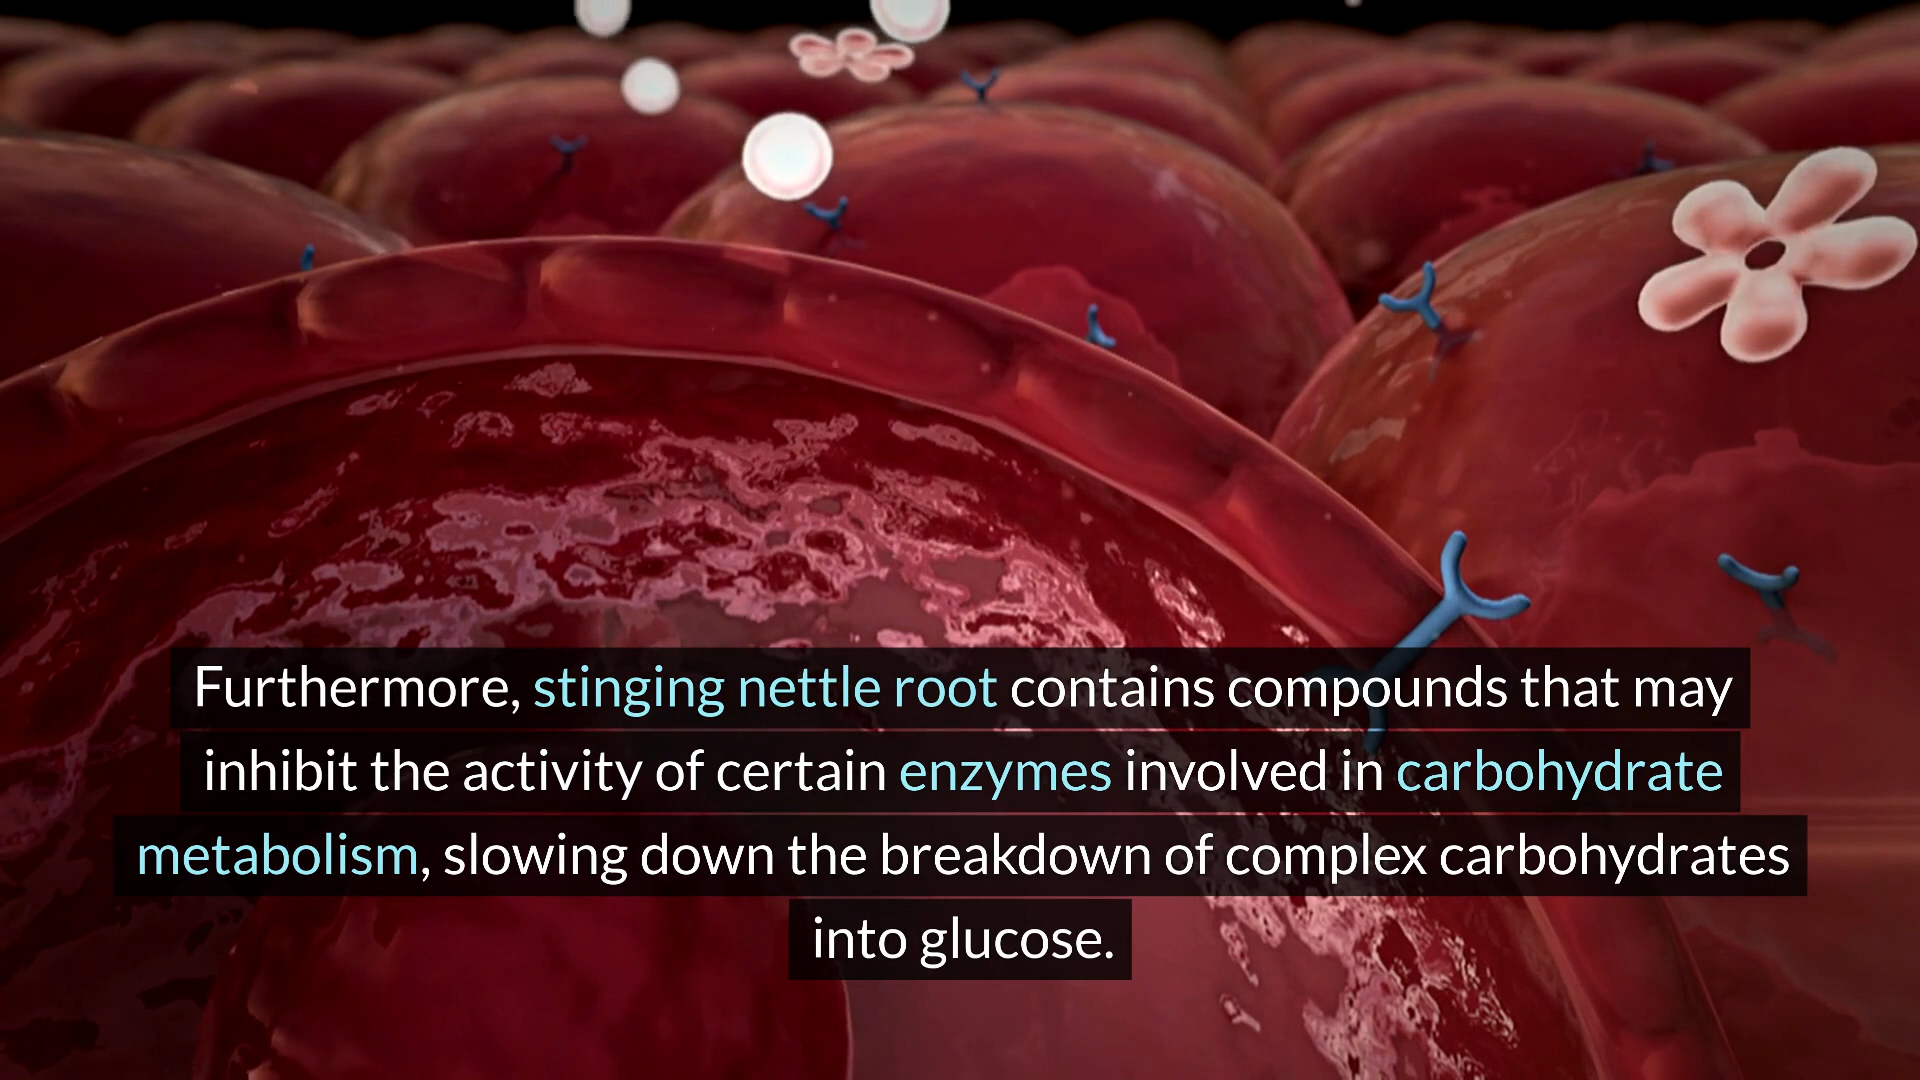 Furthermore, stinging nettle root contains compounds that may
inhibit the activity of certain enzymes involved in carbohydrate
metabolism, slowing down the breakdown of complex carbohydrates
into glucose.